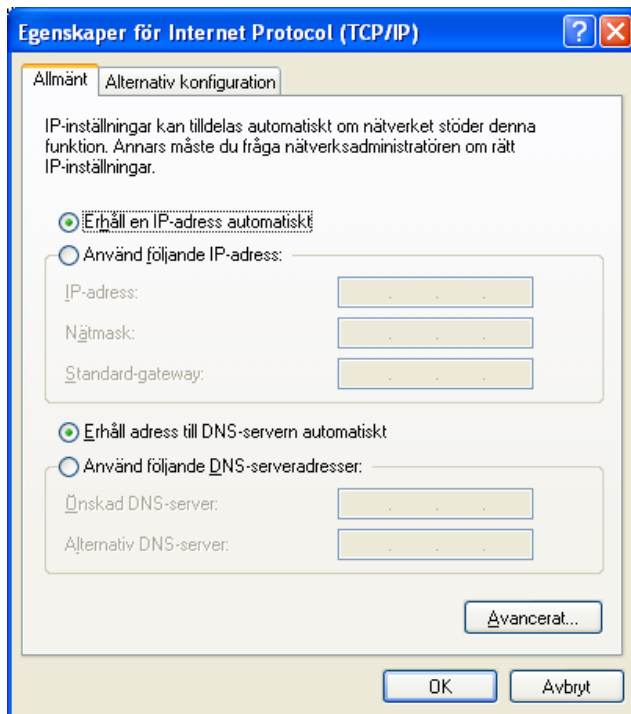 Egenskaper för Internet Protocol (TCP/IP)
Allmänt
Alternativ konfiguration
IP-inställningar kan tilldelas automatiskt om nätverket stöder denna
funktion. Annars måste du fråga nätverksadministratören om rätt
IP-inställningar.
Erhåll en IP-adress automatiskt
Använd följande IP-adress:
IP-adress:
Nätmask:
Standard-gateway:
Erhåll adress till DNS-servern automatiskt
Använd följande DNS-serveradresser:
Önskad DNS-server:
Alternativ DNS-server:
Avancerat...
OK
Avbryt